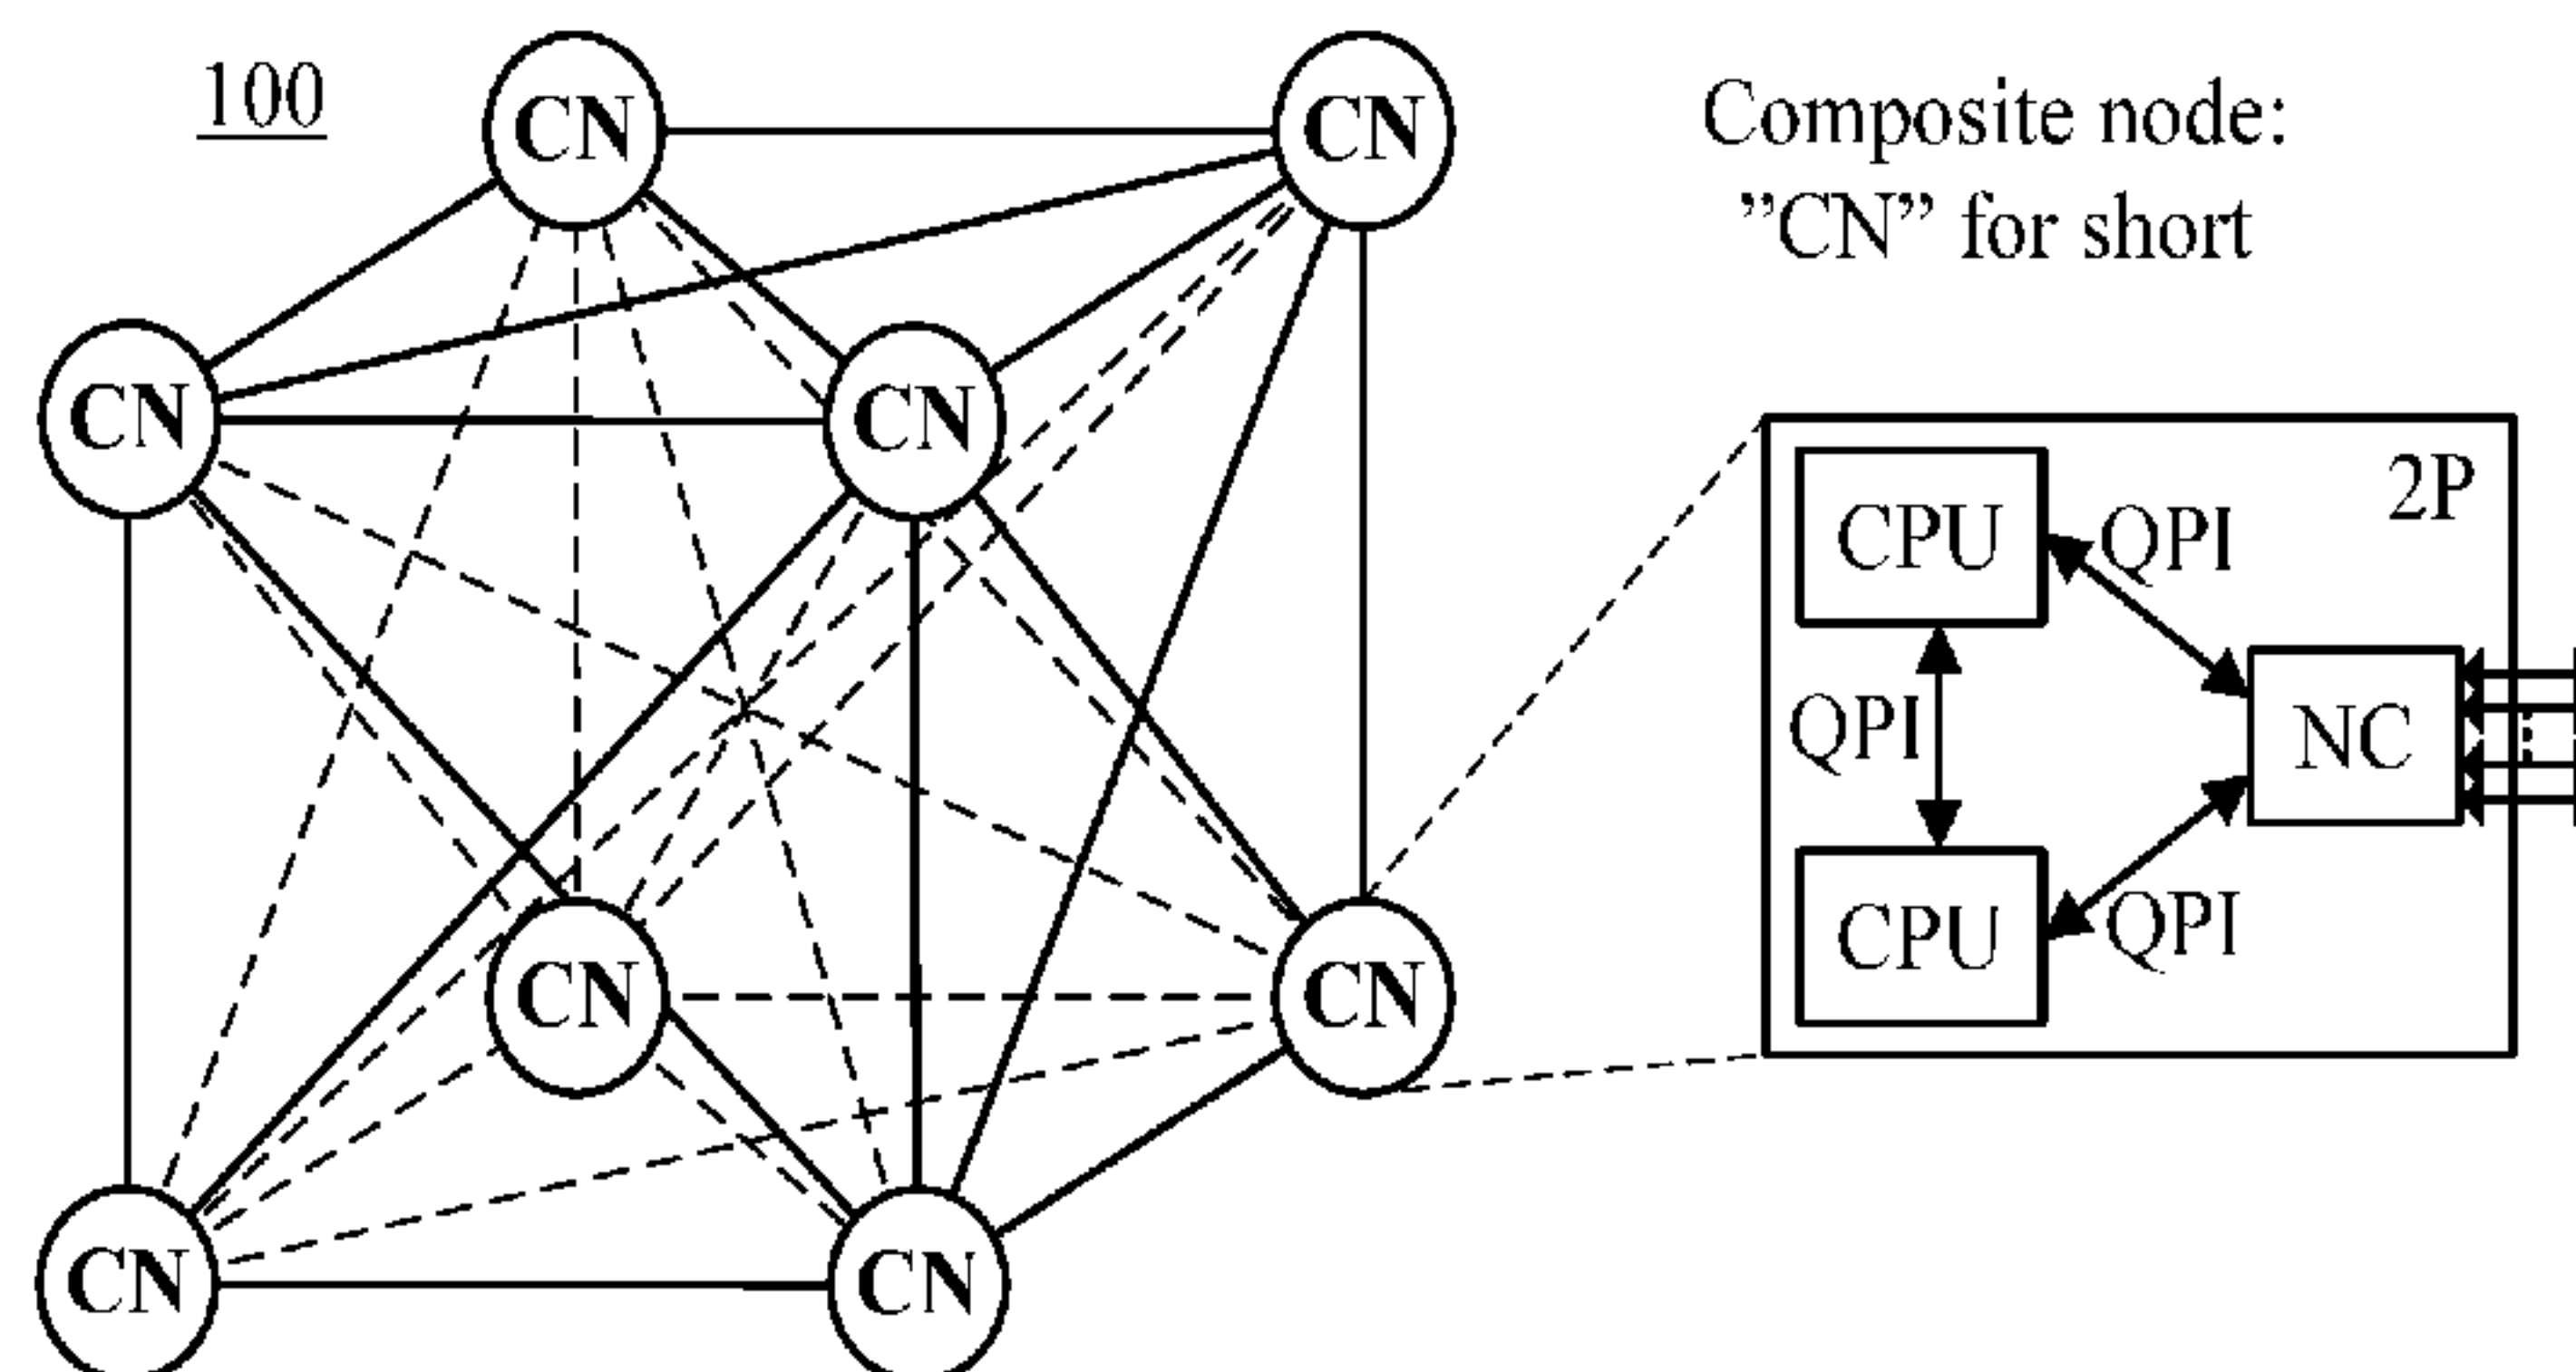 100
CN
CN
Composite node:
”CN” for short
CN
CN
2P
CPU
QPI
QPI
NC
CPU
QPI
CN
CN
CN
CN